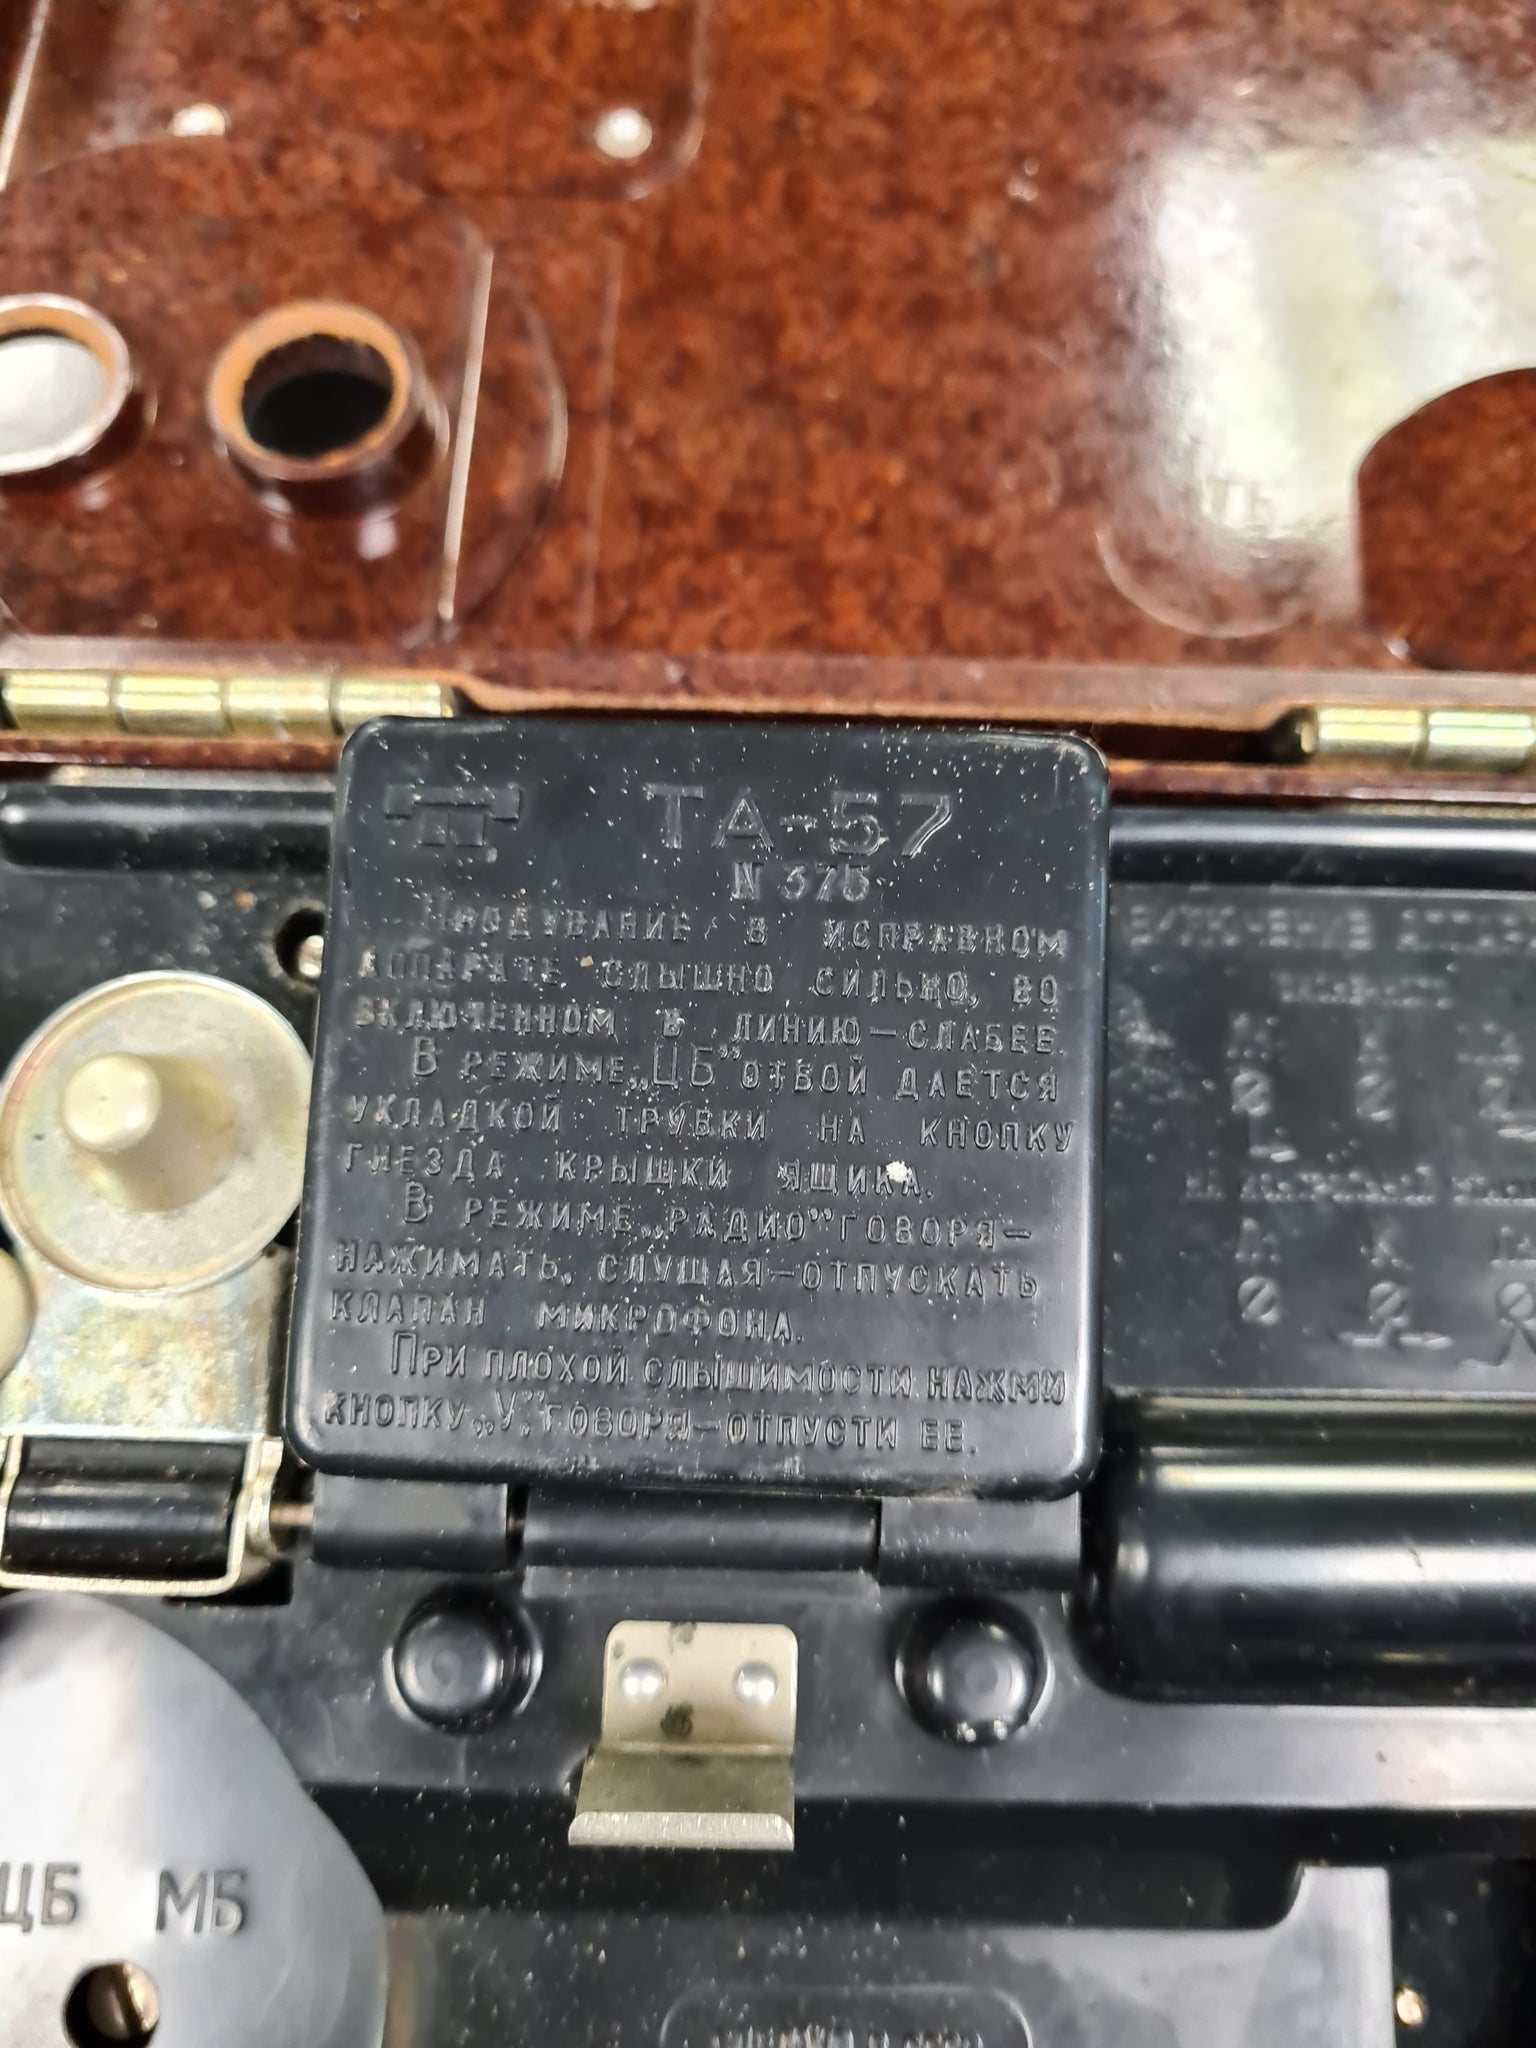 ТА-57
N 375
Продувание в исправном
аппарате слышно сильно, во
включенном в линию—слабее.
В режиме „ЦБ” отбой дается
укладкой трубки на кнопку
гнезда крышки ящика.
В режиме „радио” говоря—
нажимать, слушая—отпускать
клапан микрофона.
При плохой слышимости нажми
кнопку „У”, говоря—отпусти ее.
ВКЛЮЧЕНИЕ
Л К
ЦБ МБ